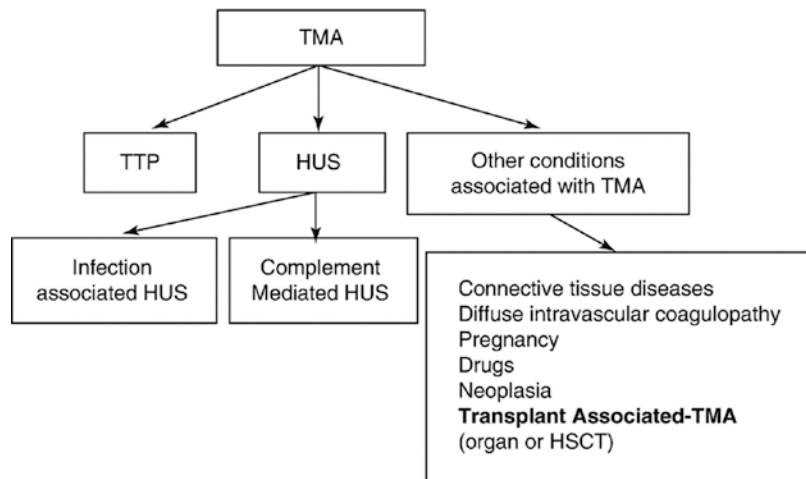 TMA
TTP
HUS
Other conditions
associated with TMA
Infection
associated HUS
Complement
Mediated HUS
Connective tissue diseases
Diffuse intravascular coagulopathy
Pregnancy
Drugs
Neoplasia
Transplant Associated-TMA
(organ or HSCT)